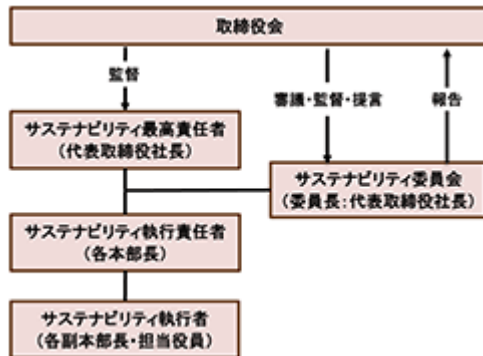 取締役会
監督
審議・監督・提言
報告
サステナビリティ最高責任者
（代表取締役社長）
サステナビリティ委員会
（委員長：代表取締役社長）
サステナビリティ執行責任者
（各本部長）
サステナビリティ執行者
（各副本部長・担当役員）